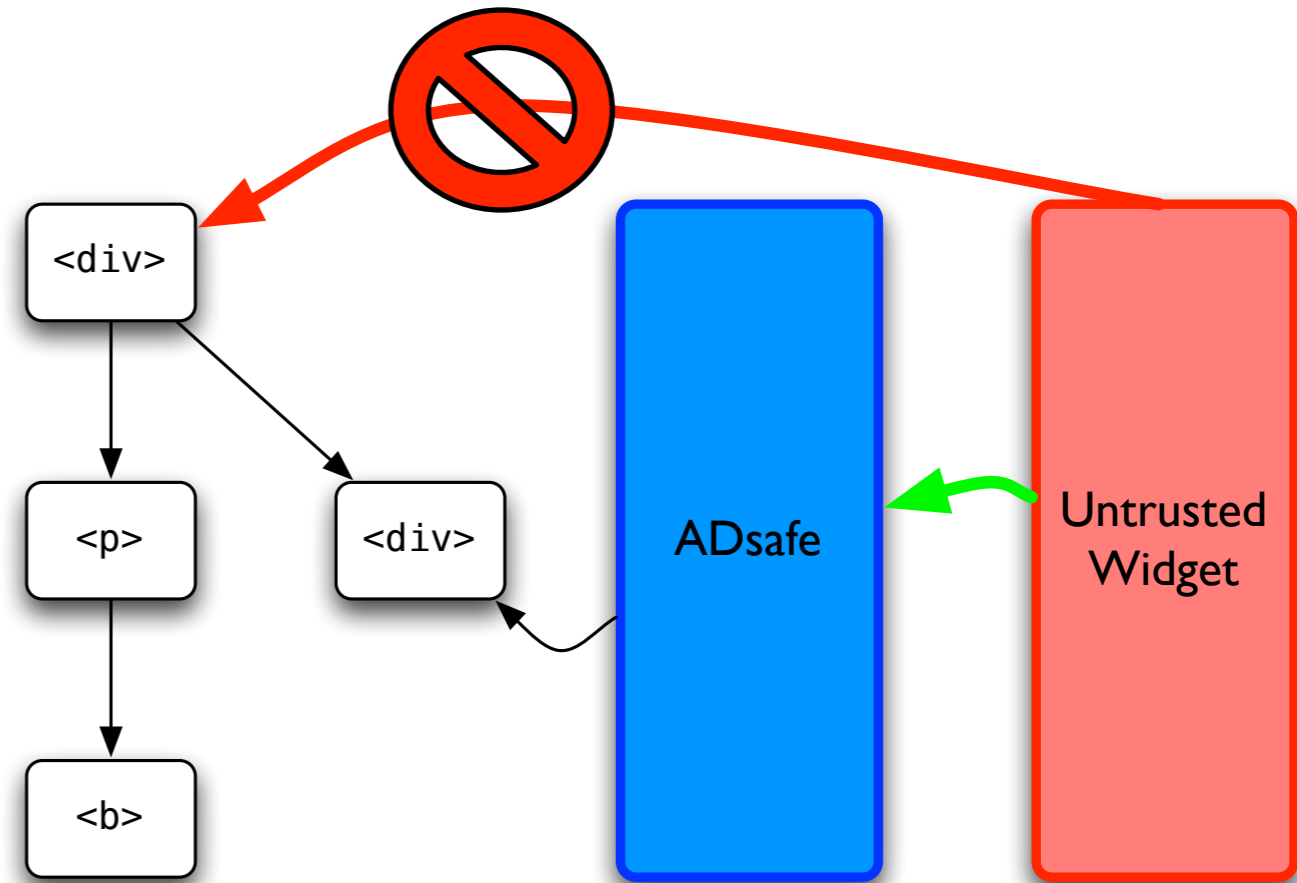 <div>
<p>
<div>
ADsafe
Untrusted
Widget
<b>